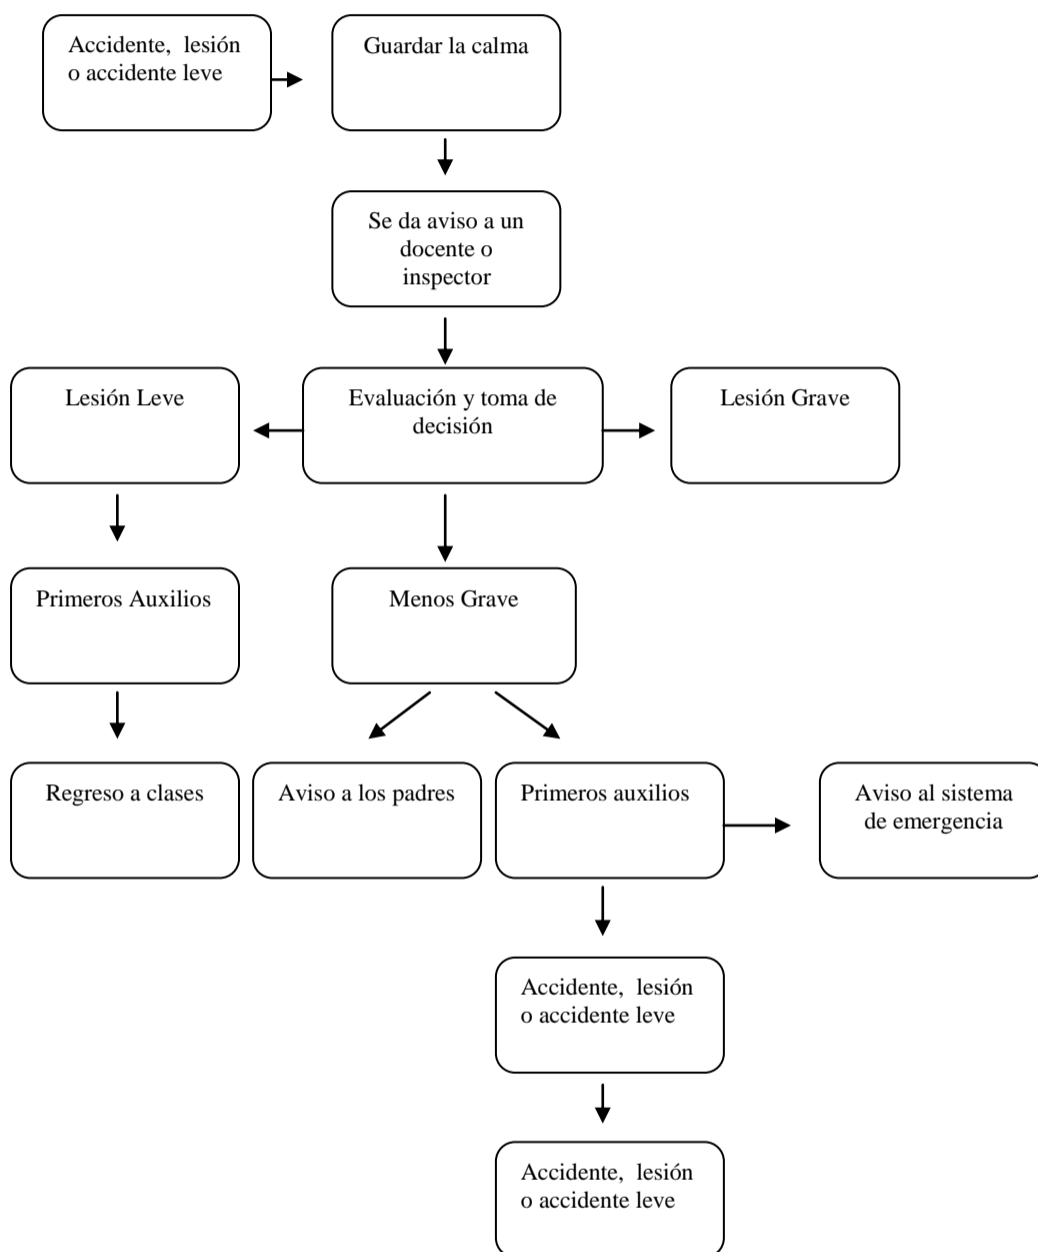 Accidente, lesión
o accidente leve
Guardar la calma
Se da aviso a un
docente o
inspector
Lesión Leve
Evaluación y toma de
decisión
Lesión Grave
Primeros Auxilios
Menos Grave
Regreso a clases
Aviso a los padres
Primeros auxilios
Aviso al sistema
de emergencia
Accidente, lesión
o accidente leve
Accidente, lesión
o accidente leve